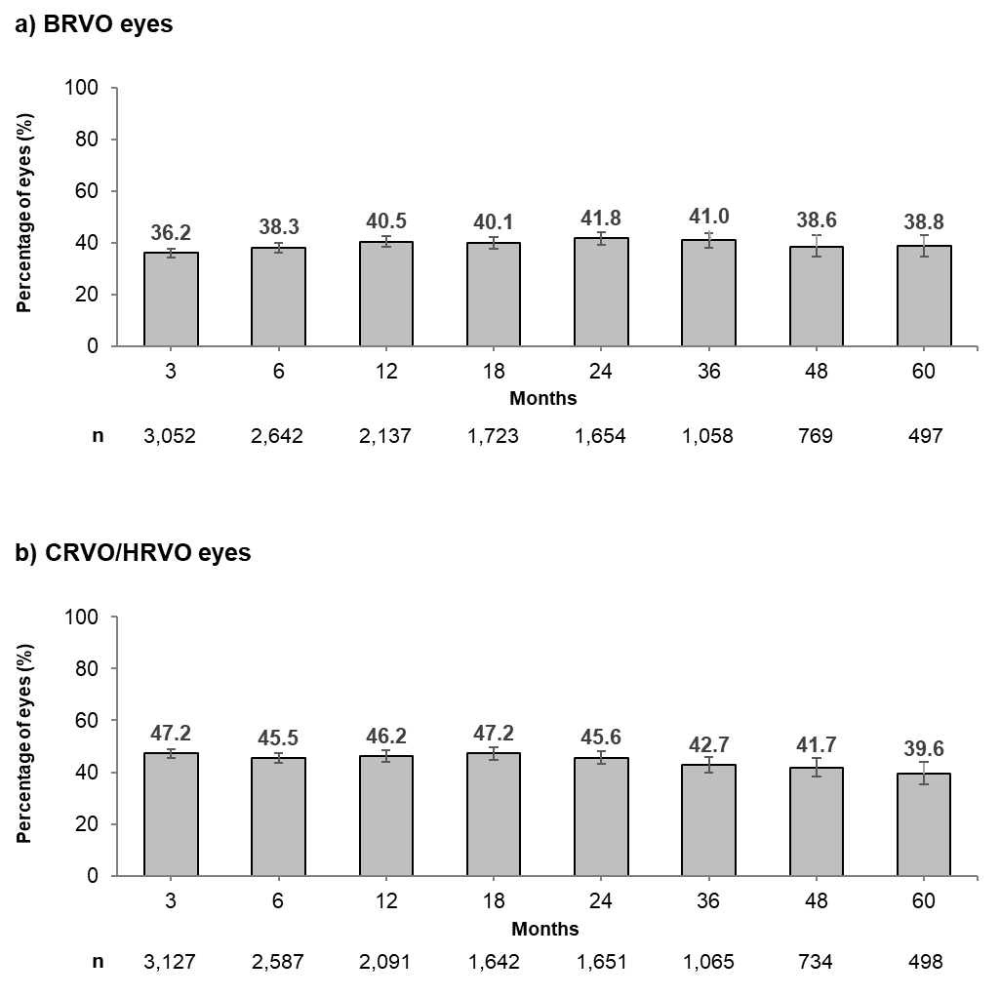 a) BRVO eyes
Percentage of eyes (%)
100
80
60
40
20
0
36.2 38.3 40.5 40.1 41.8 41.0 38.6 38.8
3 6 12 18 24 36 48 60
Months
n 3,052 2,642 2,137 1,723 1,654 1,058 769 497
b) CRVO/HRVO eyes
Percentage of eyes (%)
100
80
60
40
20
0
47.2 45.5 46.2 47.2 45.6 42.7 41.7 39.6
3 6 12 18 24 36 48 60
Months
n 3,127 2,587 2,091 1,642 1,651 1,065 734 498